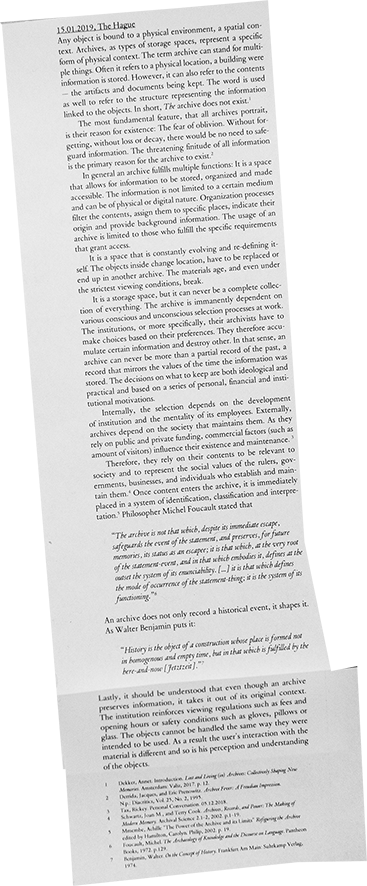 15.01.2019, The Hague
Any object is bound to a physical environment, a spatial con-
text. Archives, as types of storage spaces, represent a specific
form of physical context. The term archive can stand for multi-
ple things. Often it refers to a physical location, a building were
information is stored. However, it can also refer to the contents
– the artifacts and documents being kept. The word is used
as well to refer to the structure representing the information
linked to the objects. In short, The archive does not exist.¹
The most fundamental feature, that all archives portrait,
is their reason for existence: The fear of oblivion. Without for-
getting, without loss or decay, there would be no need to safe-
guard information. The threatening finitude of all information
is the primary reason for the archive to exist.²
In general an archive fulfills multiple functions: It is a space
that allows for information to be stored, organized and made
accessible. The information is not limited to a certain medium
and can be of physical or digital nature. Organization processes
filter the contents, assign them to specific places, indicate their
origin and provide background information. The usage of an
archive is limited to those who fulfill the specific requirements
that grant access.
It is a space that is constantly evolving and re-defining it-
self. The objects inside change location, have to be replaced or
end up in another archive. The materials age, and even under
the strictest viewing conditions, break.
It is a storage space, but it can never be a complete collec-
tion of everything. The archive is immanently dependent on
various conscious and unconscious selection processes at work.
The institutions, or more specifically, their archivists have to
make choices based on their preferences. They therefore accu-
mulate certain information and destroy other. In that sense, an
archive can never be more than a partial record of the past, a
record that mirrors the values of the time the information was
stored. The decisions on what to keep are both ideological and
practical and based on a series of personal, financial and insti-
tutional motivations.
Internally, the selection depends on the development
of institution and the mentality of its employees. Externally,
archives depend on the society that maintains them. As they
rely on public and private funding, commercial factors (such as
amount of visitors) influence their existence and maintenance. ³
Therefore, they rely on their contents to be relevant to
society and to represent the social values of the rulers, gov-
ernments, businesses, and individuals who establish and main-
tain them.⁴ Once content enters the archive, it is immediately
placed in a system of identification, classification and interpre-
tation.⁵ Philosopher Michel Foucault stated that
"The archive is not that which, despite its immediate escape,
safeguards the event of the statement, and preserves, for future
memories, its status as an escapee; it is that which, at the very root
of the statement-event, and in that which embodies it, defines at the
outset the system of its enunciability. [...] it is that which defines
the mode of occurrence of the statement-thing; it is the system of its
functioning."⁶
An archive does not only record a historical event, it shapes it.
As Walter Benjamin puts it:
"History is the object of a construction whose place is formed not
in homogenous and empty time, but in that which is fulfilled by the
here-and-now [Jetztzeit]."⁷
Lastly, it should be understood that even though an archive
preserves information, it takes it out of its original context.
The institution reinforces viewing regulations such as fees and
opening hours or safety conditions such as gloves, pillows or
glass. The objects cannot be handled the same way they were
intended to be used. As a result the user's interaction with the
material is different and so is his perception and understanding
of the objects.
1 Dekker, Annet. Introduction. Lost and Living (in) Archives: Collectively Shaping New
Memories. Amsterdam: Valiz, 2017. p. 12.
2 Derrida, Jacques, and Eric Prenowitz. Archive Fever: A Freudian Impression.
N.p.: Diacritics, Vol. 25, No. 2, 1995.
3 Tax, Rickey. Personal Conversation. 05.12.2018.
4 Schwartz, Joan M., and Terry Cook. Archives, Records, and Power: The Making of
Modern Memory. Archival Science 2.1-2, 2002. p.1-19.
5 Mbembe, Achille "The Power of the Archive and its Limits" Refiguring the Archive
edited by Hamilton, Carolyn. Philip, 2002. p. 19.
6 Foucault, Michel. The Archaeology of Knowledge and the Discourse on Language. Pantheon
Books, 1972. p.129.
7 Benjamin, Walter. On the Concept of History. Frankfurt Am Main: Suhrkamp Verlag,
1974.